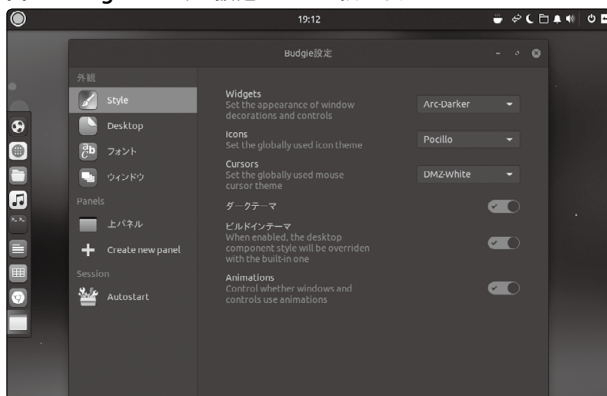 19:12
Budgie設定
外観
Style
Desktop
フォント
ウィンドウ
Panels
上パネル
Create new panel
Session
Autostart
Widgets
Set the appearance of window
decorations and controls
Arc-Darker
Icons
Set the globally used icon theme
Pocillo
Cursors
Set the globally used mouse
cursor theme
DMZ-White
ダークテーマ
ビルドインテーマ
When enabled, the desktop
component style will be overriden
with the built-in one
Animations
Control whether windows and
controls use animations